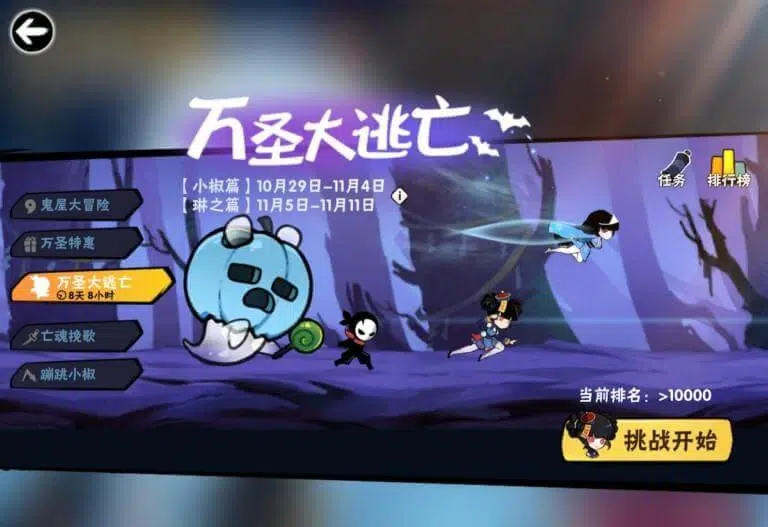 万圣大逃亡
【小椒篇】10月29日-11月4日
【琳之篇】11月5日-11月11日
i
任务
排行榜
鬼屋大冒险
万圣特惠
万圣大逃亡
8天 8小时
亡魂挽歌
蹦跳小椒
当前排名：>10000
挑战开始